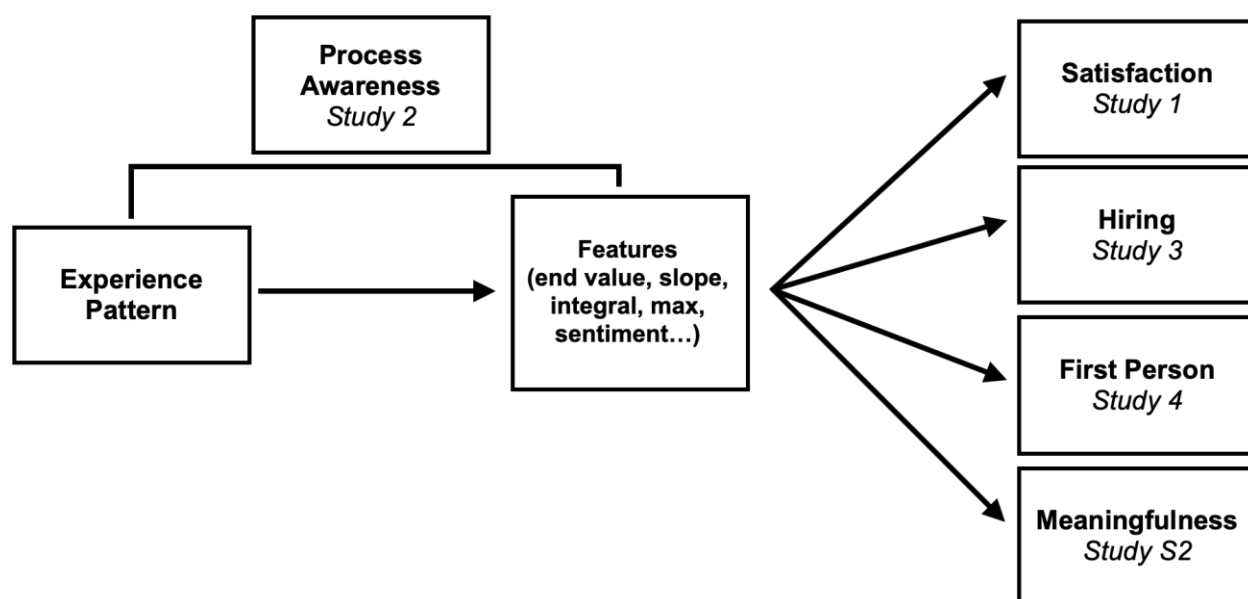 Process
Awareness
Study 2
Experience
Pattern
Features
(end value, slope,
integral, max,
sentiment…)
Satisfaction
Study 1
Hiring
Study 3
First Person
Study 4
Meaningfulness
Study S2